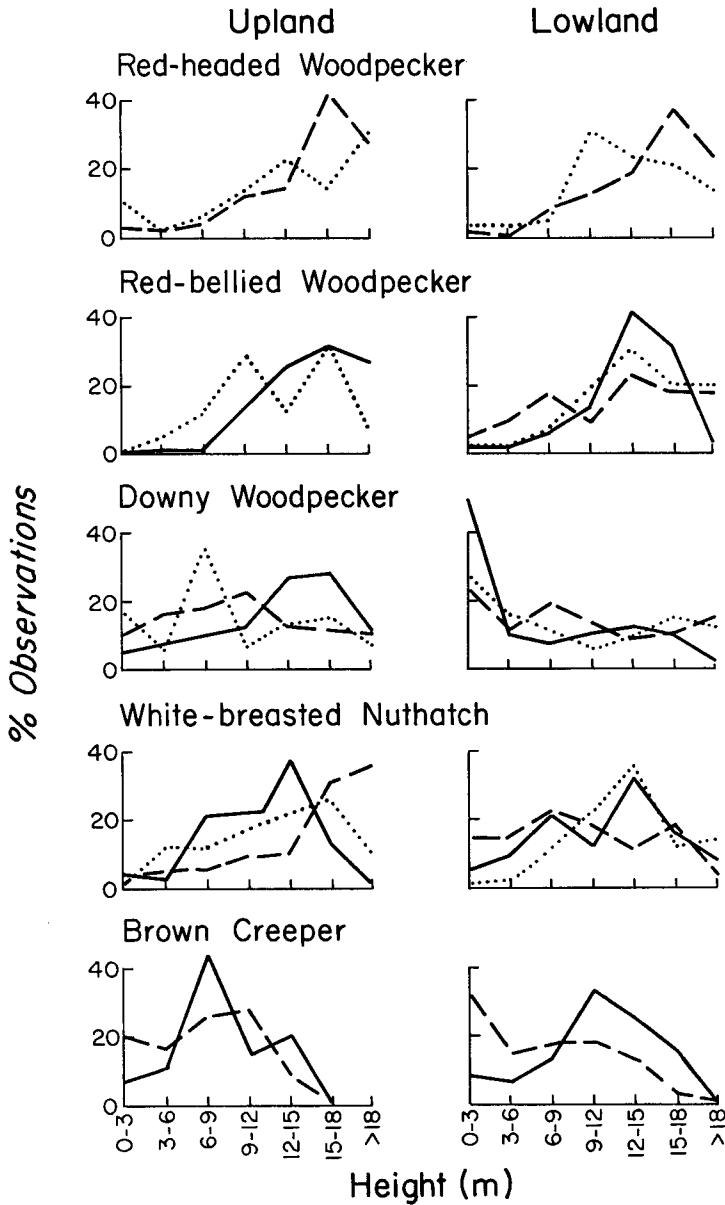 Upland Lowland
Red-headed Woodpecker
40
20
0
Red-bellied Woodpecker
40
20
0
Downy Woodpecker
40
20
0
White-breasted Nuthatch
40
20
0
Brown Creeper
40
20
0
% Observations
0-3 3-6 6-9 9-12 12-15 15-18 >18 0-3 3-6 6-9 9-12 12-15 15-18 >18
Height (m)